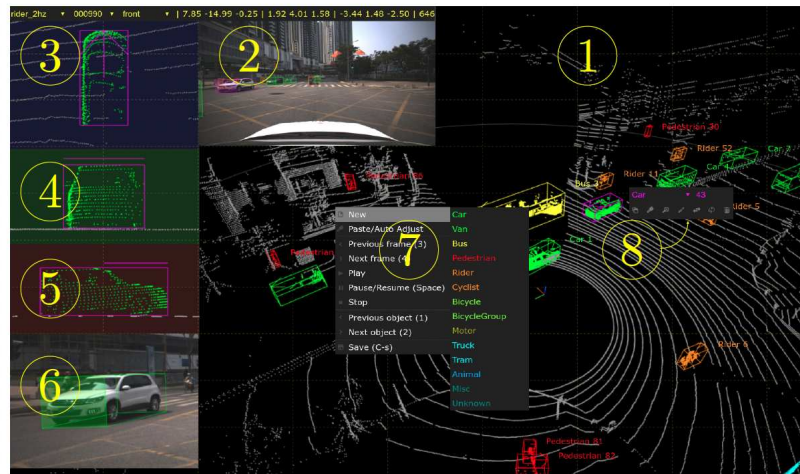 rider_2hz ▾ 000990 ▾ front ▾ | 7.85 -14.99 -0.25 | 1.92 4.01 1.58 | -3.44 1.48 -2.50 | 646
3
2
1
Pedestrian 30
Rider 52
Car 2
Rider 11
Car 4
4
Bus 3
Car 43
Rider 5
8
New
Paste/Auto Adjust
Previous frame (3)
Next frame (4)
Play
Pause/Resume (Space)
Stop
Previous object (1)
Next object (2)
Save (C-s)
7
Car
Van
Bus
Pedestrian
Rider
Cyclist
Bicycle
BicycleGroup
Motor
Truck
Tram
Animal
Misc
Unknown
Pedestrian
Car 1
5
Rider 6
6
Pedestrian 81
Pedestrian 82